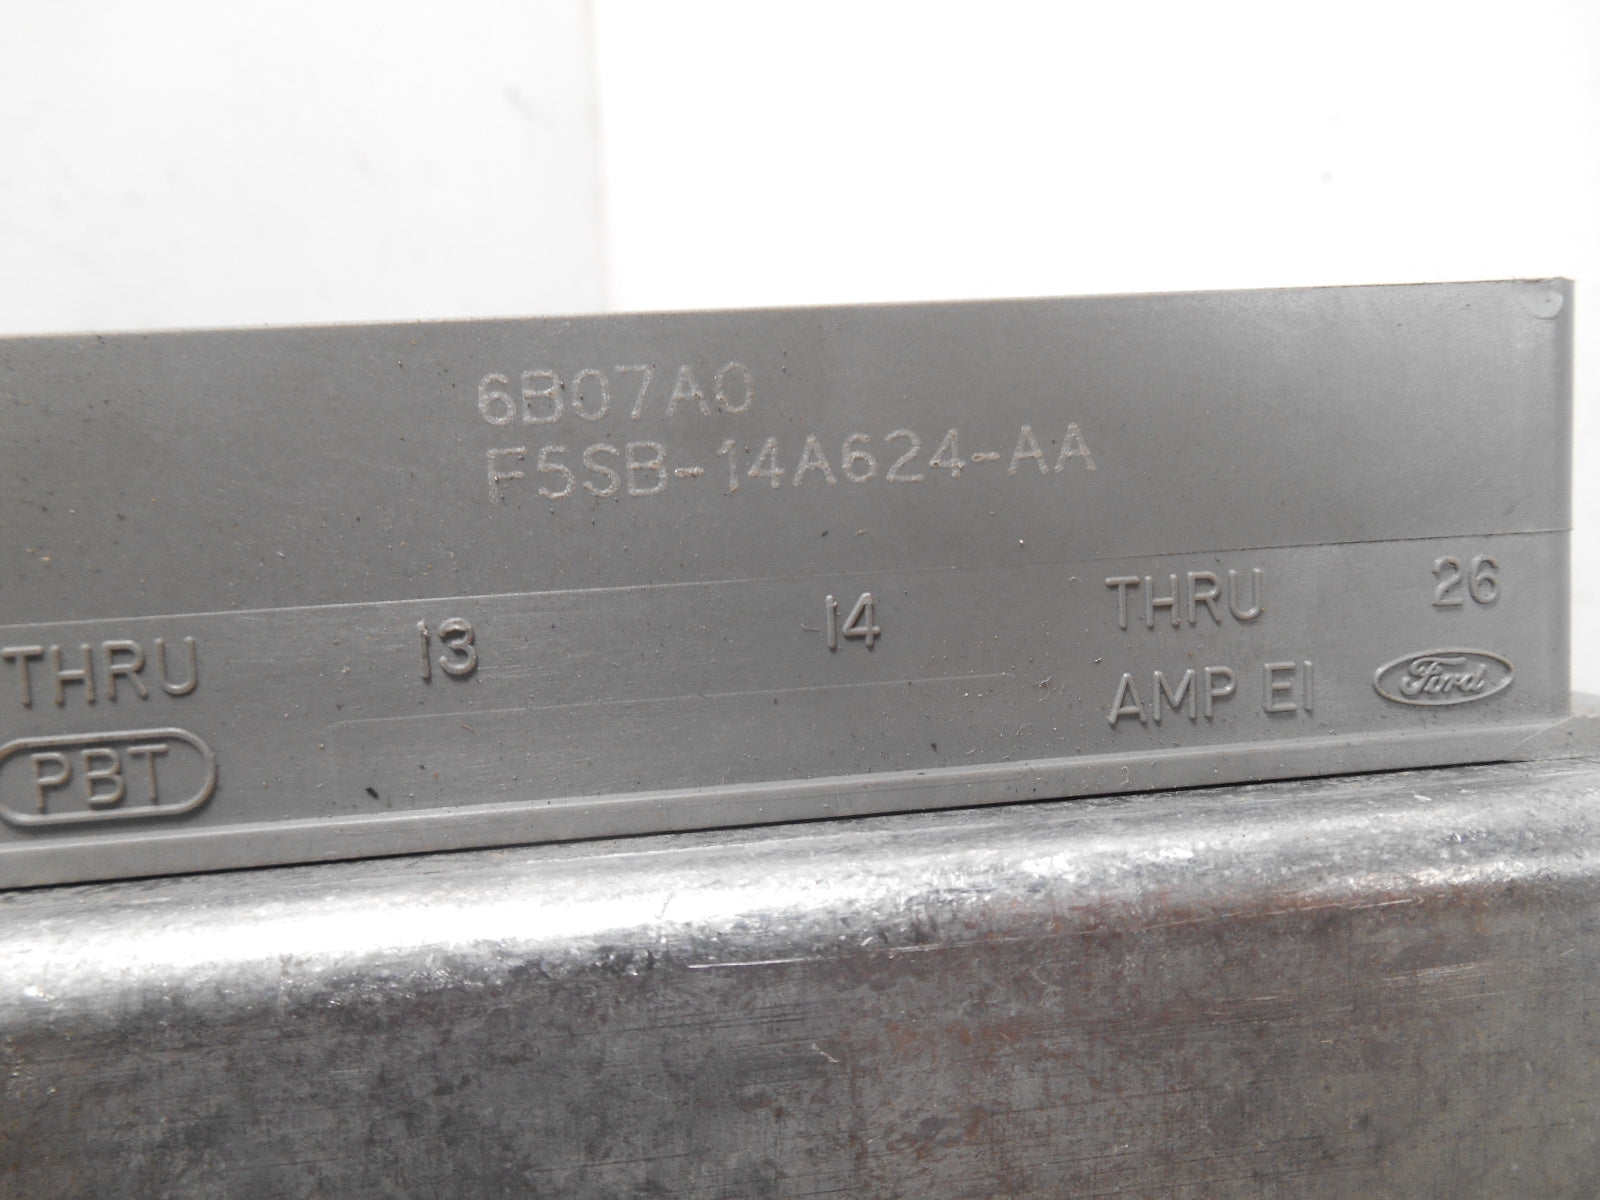 6B07A0
F5SB-14A624-AA
THRU 13 14 THRU 26
PBT AMP EI Ford